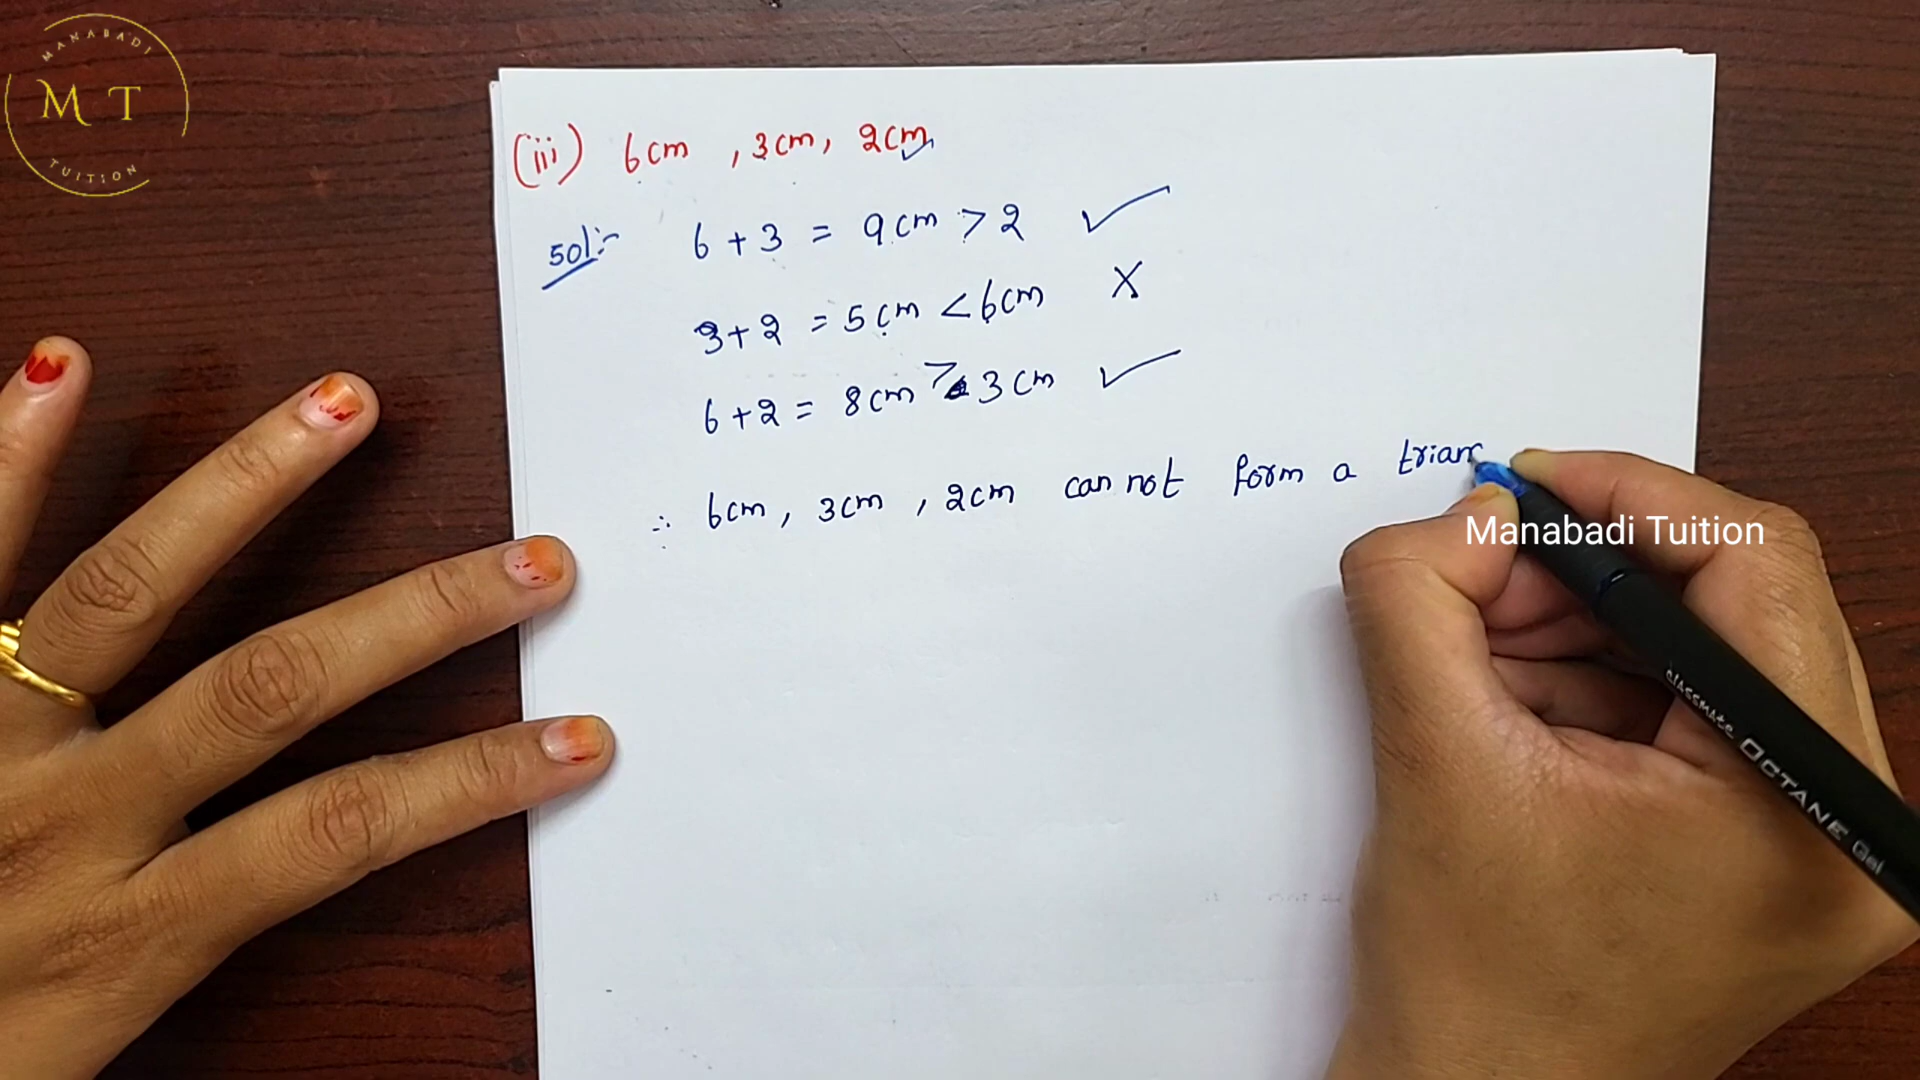 MANABADI
M T
TUITION
(iii) 6cm , 3cm, 2cm
Sol:- 6 + 3 = 9cm > 2 ✓
3+2 = 5cm < 6cm X
6+2 = 8cm > 3cm ✓
∴ 6cm, 3cm, 2cm can not form a trian
Manabadi Tuition
classmate OCTANE Gel